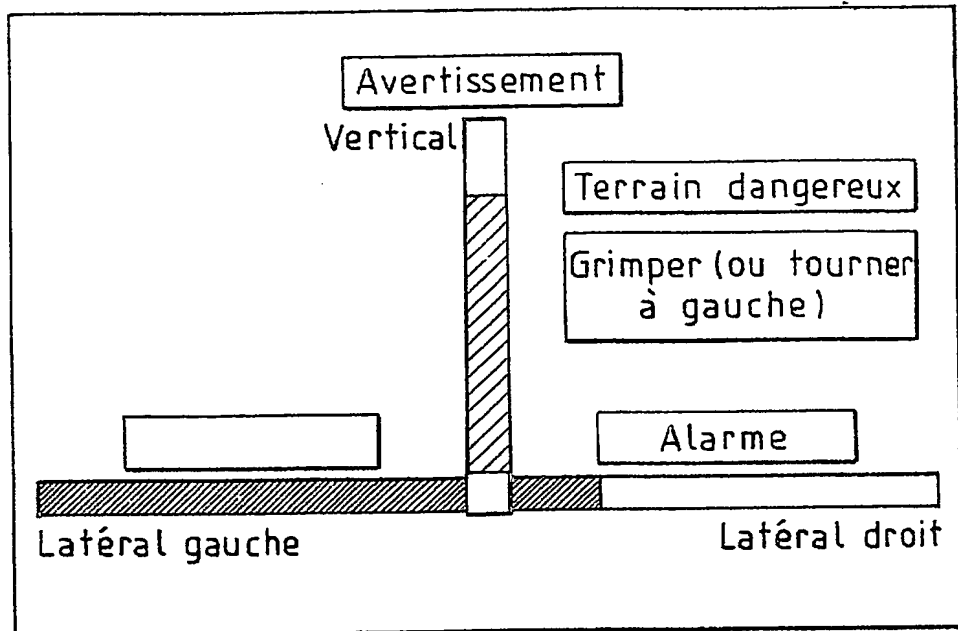 Avertissement
Vertical
Terrain dangereux
Grimper (ou tourner
à gauche)
Alarme
Latéral gauche
Latéral droit